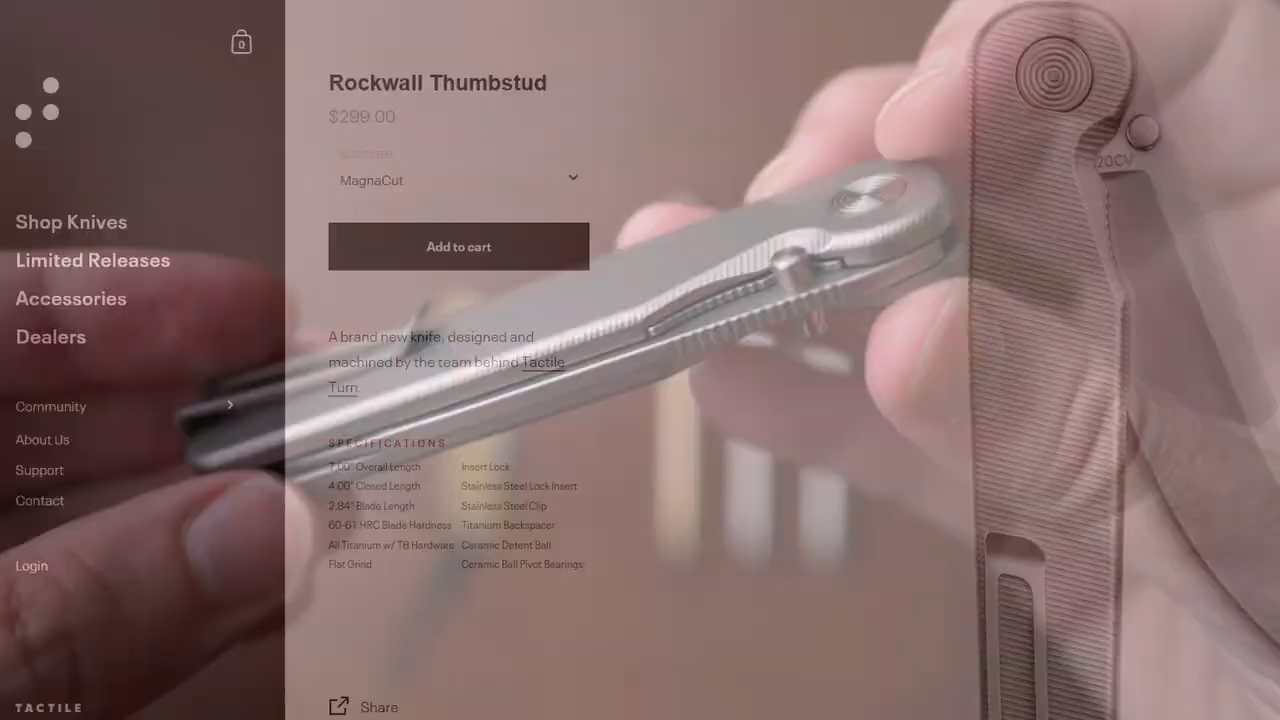 0
Shop Knives
Limited Releases
Accessories
Dealers
Community
About Us
Support
Contact
Login
TACTILE
Rockwall Thumbstud
$299.00
MagnaCut
Add to cart
A brand new knife, designed and
machined by the team behind Tactile
Turn.
SPECIFICATIONS
7.00" Overall Length
4.00" Closed Length
2.84" Blade Length
60-61 HRC Blade Hardness
All Titanium w/ T8 Hardware
Flat Grind
Insert Lock
Stainless Steel Lock Insert
Stainless Steel Clip
Titanium Backspacer
Ceramic Detent Ball
Ceramic Ball Pivot Bearings
Share
20CV